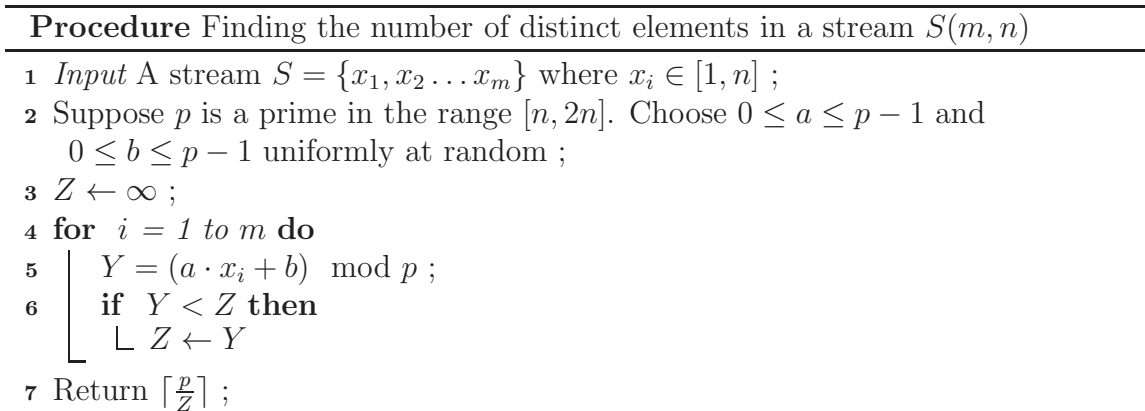 Procedure Finding the number of distinct elements in a stream S(m, n)
1 Input A stream S = {x₁, x₂ . . . xₘ} where xᵢ ∈ [1, n] ;
2 Suppose p is a prime in the range [n, 2n]. Choose 0 ≤ a ≤ p − 1 and
0 ≤ b ≤ p − 1 uniformly at random ;
3 Z ← ∞ ;
4 for i = 1 to m do
5 Y = (a · xᵢ + b) mod p ;
6 if Y < Z then
Z ← Y
7 Return ⌈p/Z⌉ ;